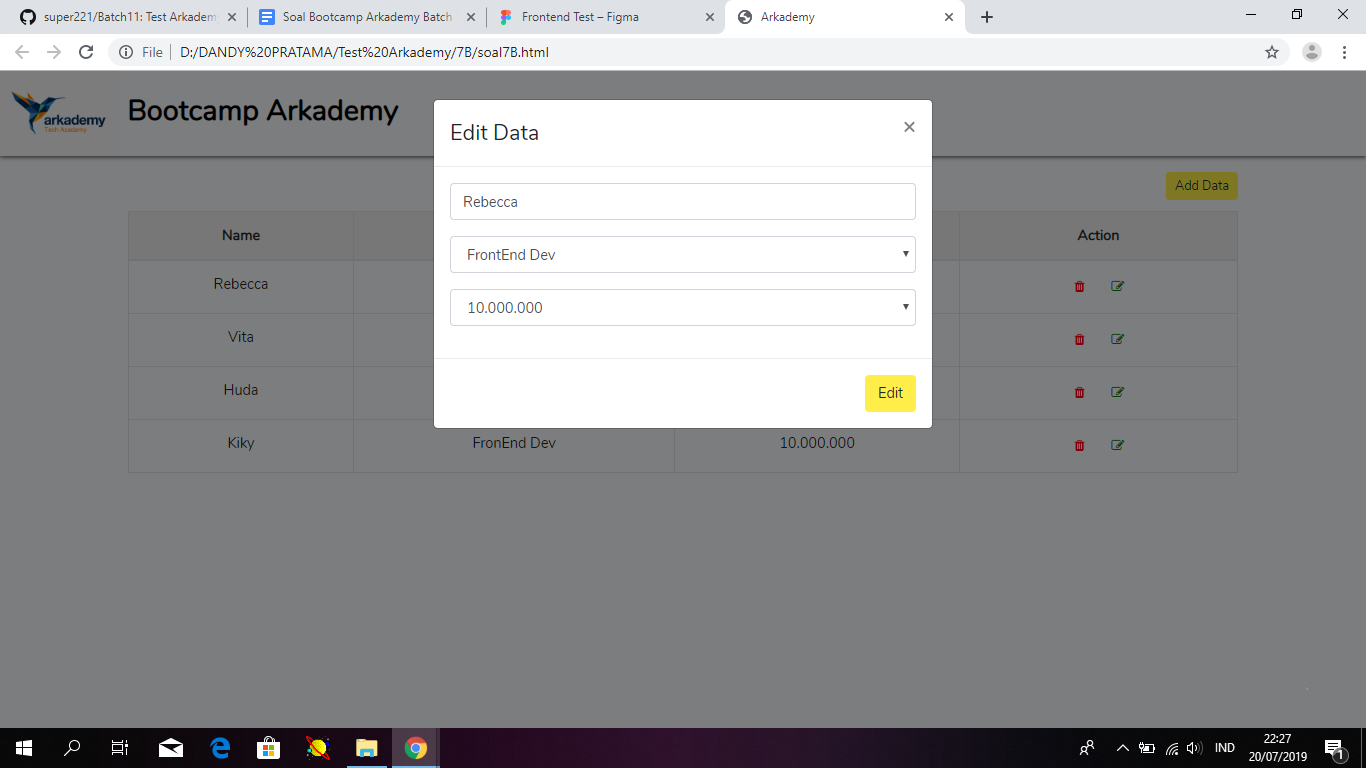 super221/Batch11: Test Arkadem
Soal Bootcamp Arkademy Batch
Frontend Test – Figma
Arkademy
File
D:/DANDY%20PRATAMA/Test%20Arkademy/7B/soal7B.html
arkademy
Tech Academy
Bootcamp Arkademy
Edit Data
×
Rebecca
FrontEnd Dev
10.000.000
Edit
Add Data
Name Action
Rebecca
Vita
Huda
Kiky FronEnd Dev 10.000.000
IND
22:27
20/07/2019
1